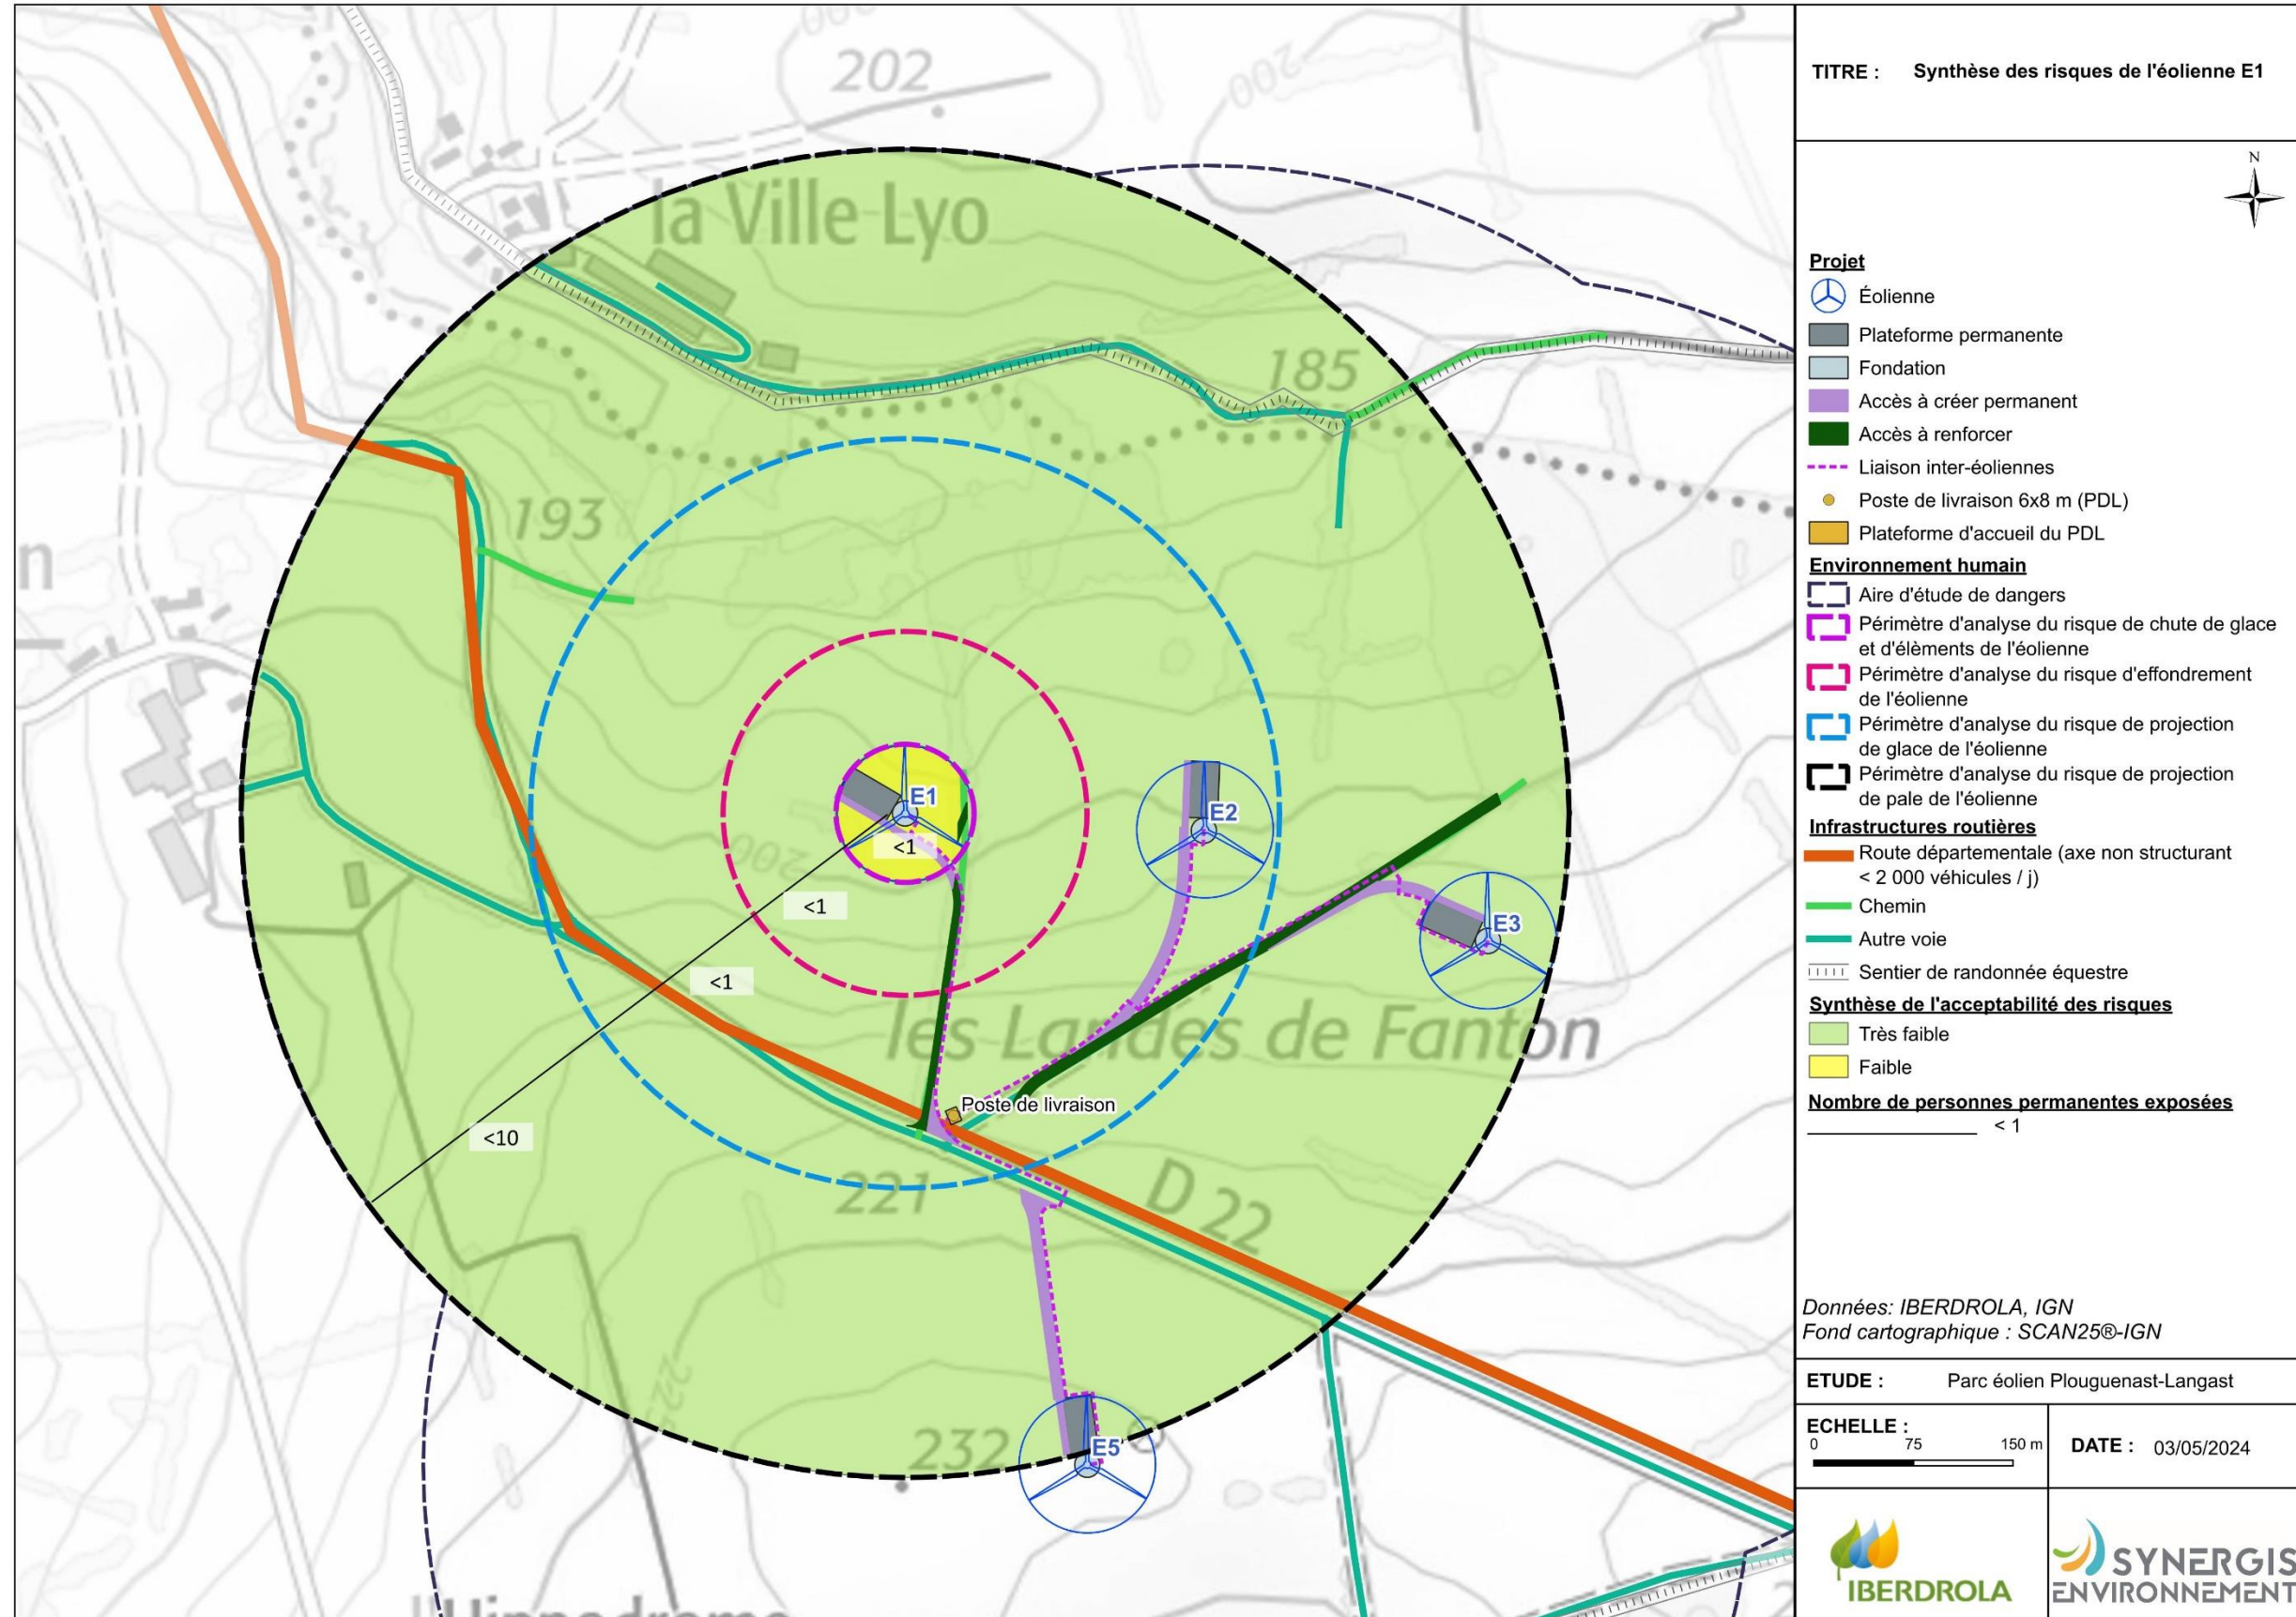 202
200
la Ville Lyo
185
193
n
200
E1
<1
E2
<1
E3
<1
les Landes de Fanton
Poste de livraison
<10
221
D 22
232
E5
l'Hippodrome
TITRE : Synthèse des risques de l'éolienne E1
N
Projet
Éolienne
Plateforme permanente
Fondation
Accès à créer permanent
Accès à renforcer
Liaison inter-éoliennes
Poste de livraison 6x8 m (PDL)
Plateforme d'accueil du PDL
Environnement humain
Aire d'étude de dangers
Périmètre d'analyse du risque de chute de glace
et d'élèments de l'éolienne
Périmètre d'analyse du risque d'effondrement
de l'éolienne
Périmètre d'analyse du risque de projection
de glace de l'éolienne
Périmètre d'analyse du risque de projection
de pale de l'éolienne
Infrastructures routières
Route départementale (axe non structurant
< 2 000 véhicules / j)
Chemin
Autre voie
Sentier de randonnée équestre
Synthèse de l'acceptabilité des risques
Très faible
Faible
Nombre de personnes permanentes exposées
< 1
Données: IBERDROLA, IGN
Fond cartographique : SCAN25®-IGN
ETUDE : Parc éolien Plouguenast-Langast
ECHELLE :
0 75 150 m
DATE : 03/05/2024
IBERDROLA
SYNERGIS
ENVIRONNEMENT